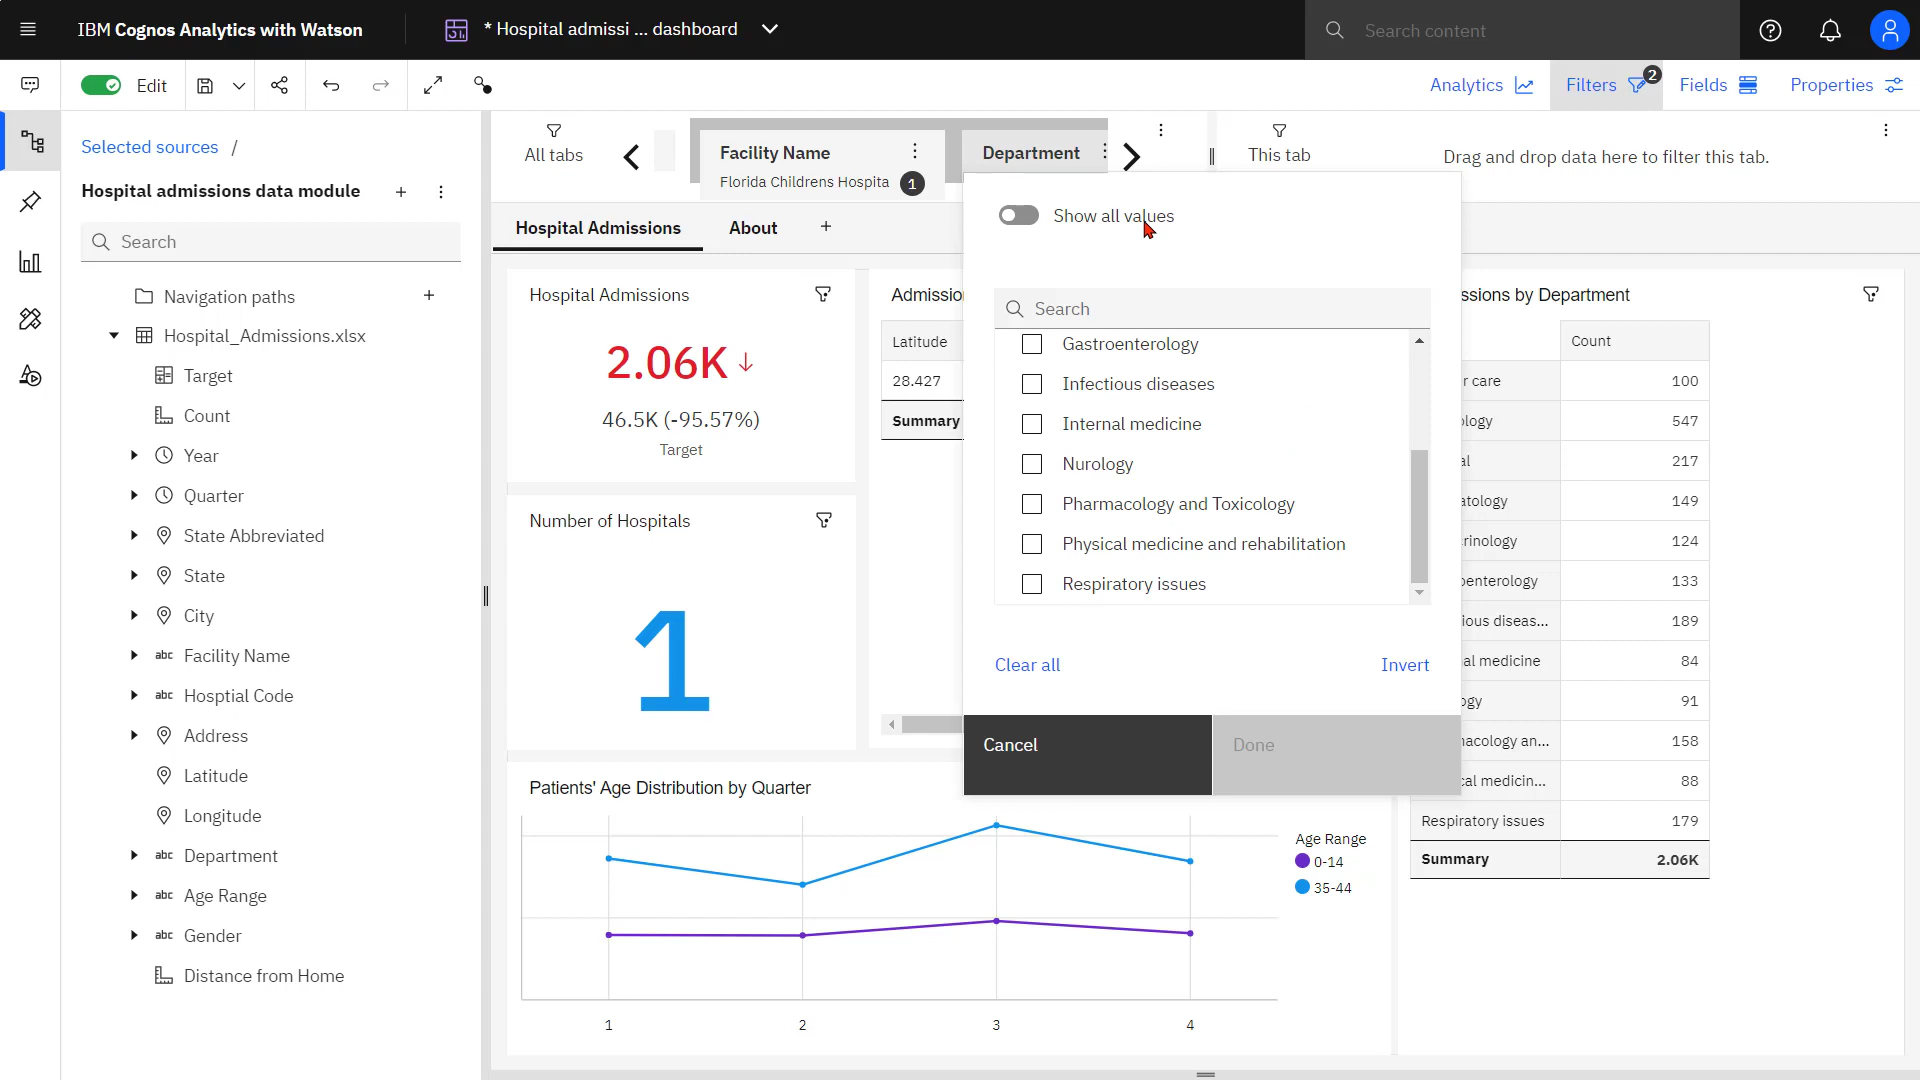 IBM Cognos Analytics with Watson
* Hospital admissi ... dashboard
Search content
Edit
Analytics
Filters
2
Fields
Properties
Selected sources /
Hospital admissions data module
Search
Navigation paths
Hospital_Admissions.xlsx
Target
Count
Year
Quarter
State Abbreviated
State
City
abc Facility Name
abc Hosptial Code
Address
Latitude
Longitude
abc Department
abc Age Range
abc Gender
Distance from Home
All tabs
Facility Name
Florida Childrens Hospita
1
Department
This tab
Drag and drop data here to filter this tab.
Hospital Admissions
About
Hospital Admissions
2.06K
46.5K (-95.57%)
Target
Number of Hospitals
1
Admissio
Latitude
28.427
Summary
Show all values
Search
Gastroenterology
Infectious diseases
Internal medicine
Nurology
Pharmacology and Toxicology
Physical medicine and rehabilitation
Respiratory issues
Clear all
Invert
Cancel
Done
ssions by Department
Count
r care 100
logy 547
al 217
atology 149
rinology 124
oenterology 133
ious diseas... 189
al medicine 84
ogy 91
nacology an... 158
cal medicin... 88
Respiratory issues 179
Summary 2.06K
Patients' Age Distribution by Quarter
Age Range
0-14
35-44
1 2 3 4